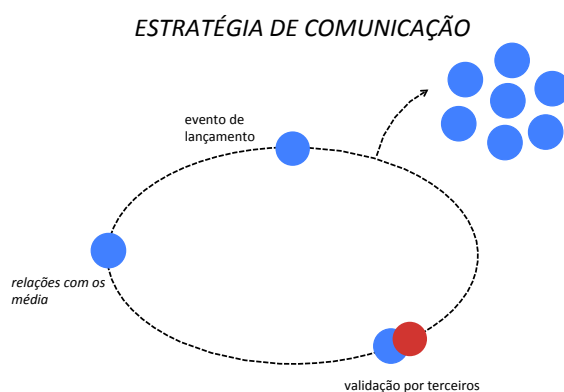 ESTRATÉGIA DE COMUNICAÇÃO
evento de
lançamento
relações com os
média
validação por terceiros